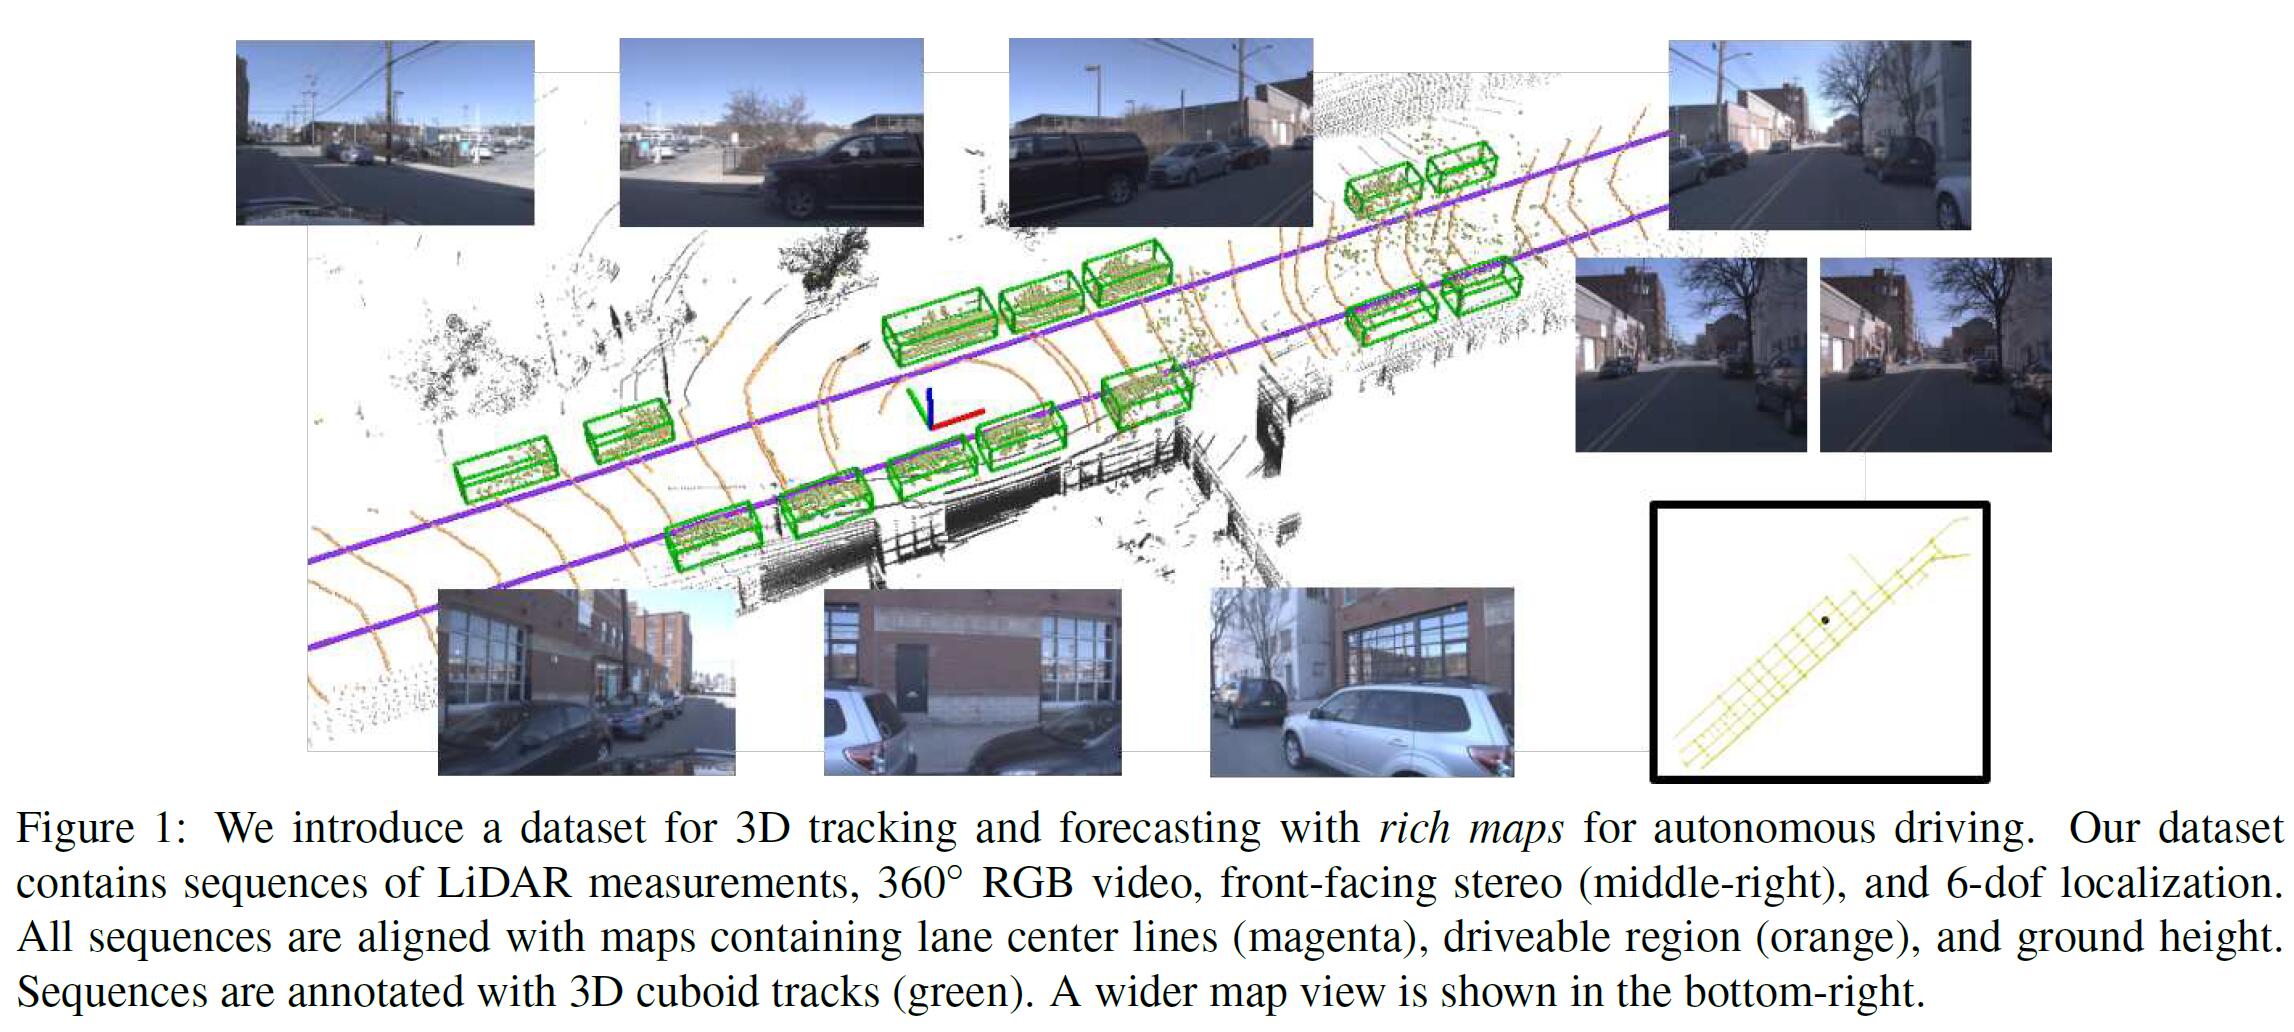 Figure 1: We introduce a dataset for 3D tracking and forecasting with rich maps for autonomous driving. Our dataset
contains sequences of LiDAR measurements, 360° RGB video, front-facing stereo (middle-right), and 6-dof localization.
All sequences are aligned with maps containing lane center lines (magenta), driveable region (orange), and ground height.
Sequences are annotated with 3D cuboid tracks (green). A wider map view is shown in the bottom-right.